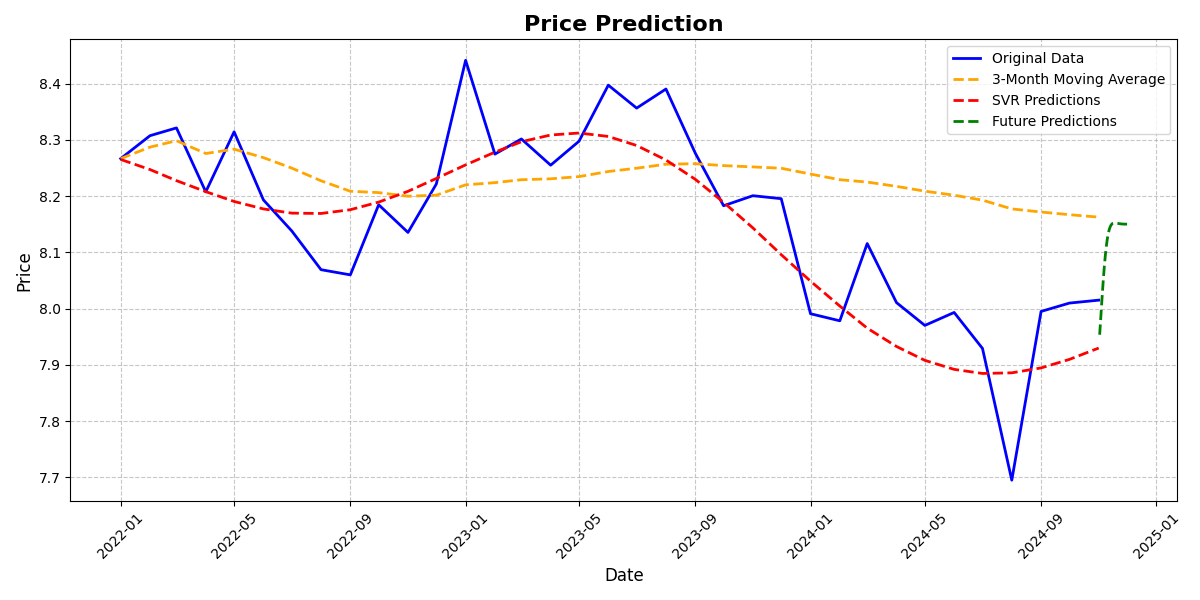 Price Prediction
Original Data
3-Month Moving Average
SVR Predictions
Future Predictions
Price
8.4
8.3
8.2
8.1
8.0
7.9
7.8
7.7
2022-01
2022-05
2022-09
2023-01
2023-05
2023-09
2024-01
2024-05
2024-09
2025-01
Date